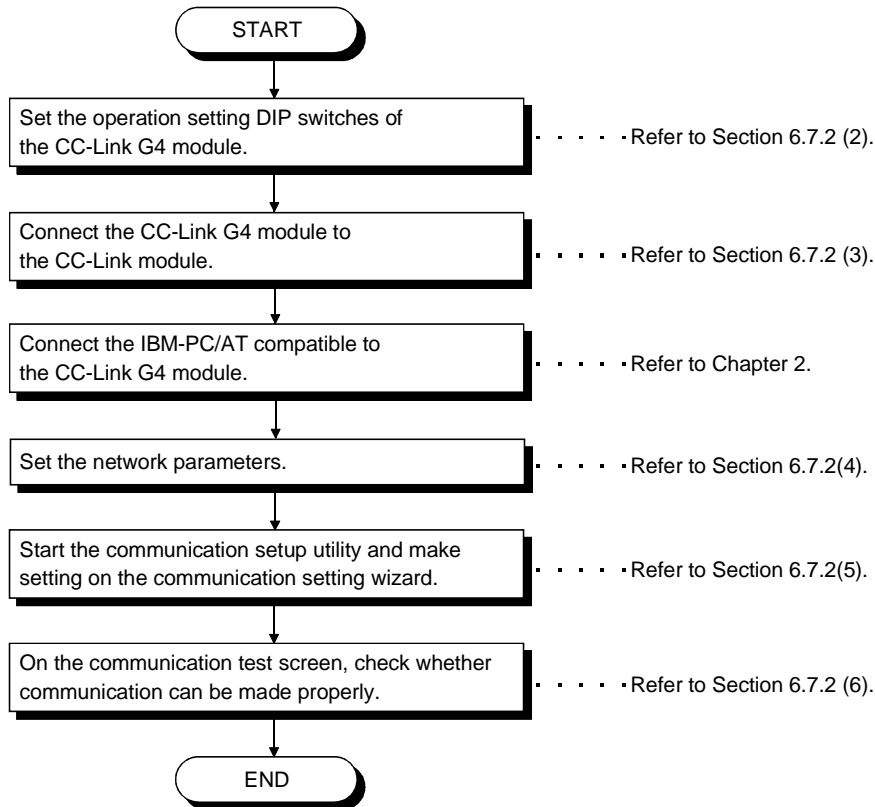 START
Set the operation setting DIP switches of
the CC-Link G4 module.
Refer to Section 6.7.2 (2).
Connect the CC-Link G4 module to
the CC-Link module.
Refer to Section 6.7.2 (3).
Connect the IBM-PC/AT compatible to
the CC-Link G4 module.
Refer to Chapter 2.
Set the network parameters.
Refer to Section 6.7.2(4).
Start the communication setup utility and make
setting on the communication setting wizard.
Refer to Section 6.7.2(5).
On the communication test screen, check whether
communication can be made properly.
Refer to Section 6.7.2 (6).
END